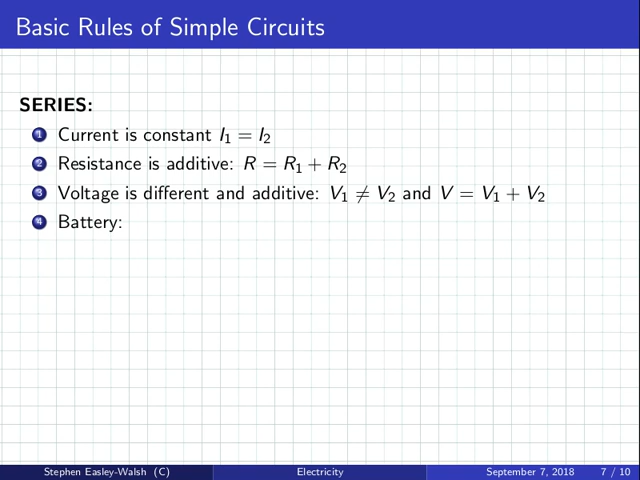 Basic Rules of Simple Circuits
SERIES:
1 Current is constant I₁ = I₂
2 Resistance is additive: R = R₁ + R₂
3 Voltage is different and additive: V₁ ≠ V₂ and V = V₁ + V₂
4 Battery:
Stephen Easley-Walsh (C) Electricity September 7, 2018 7 / 10